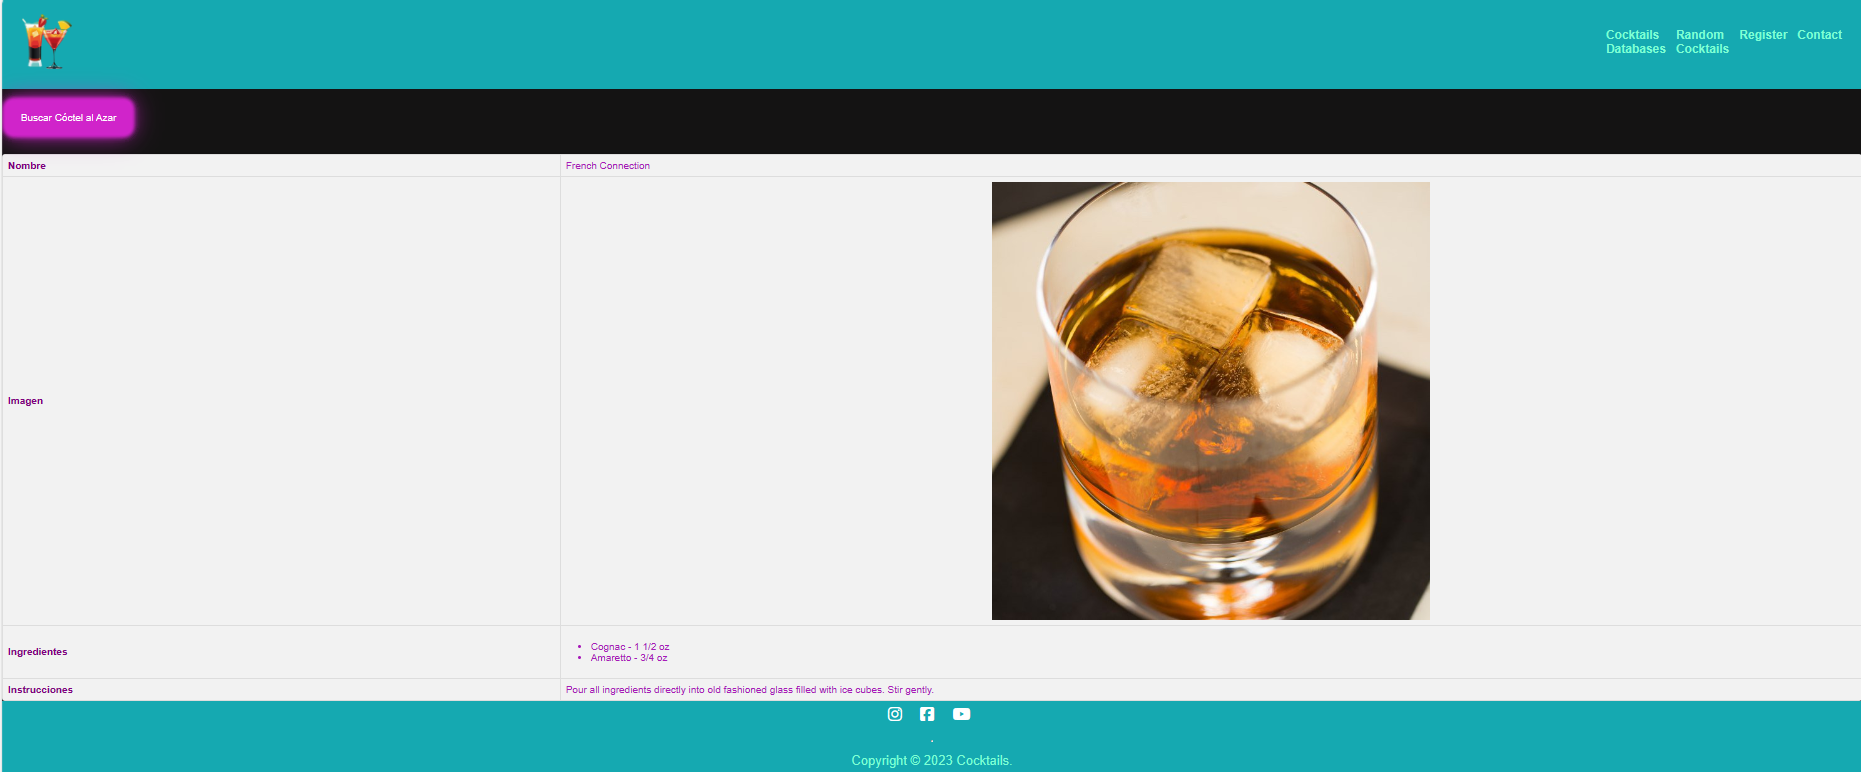 Cocktails Databases
Random Cocktails
Register
Contact
Buscar Cóctel al Azar
Nombre
French Connection
Imagen
Ingredientes
• Cognac - 1 1/2 oz
• Amaretto - 3/4 oz
Instrucciones
Pour all ingredients directly into old fashioned glass filled with ice cubes. Stir gently.
.
Copyright © 2023 Cocktails.